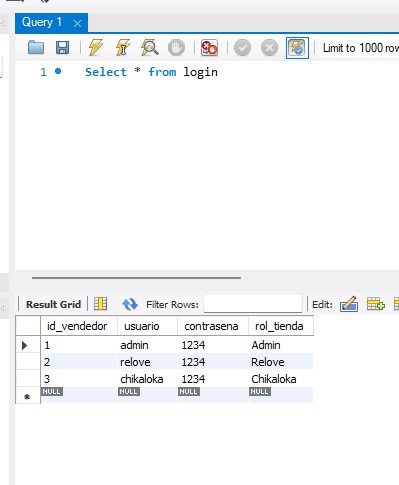 Query 1
Limit to 1000 row
1 Select * from login
Result Grid Filter Rows: Edit:
id_vendedor usuario contrasena rol_tienda
1 admin 1234 Admin
2 relove 1234 Relove
3 chikaloka 1234 Chikaloka
NULL NULL NULL NULL